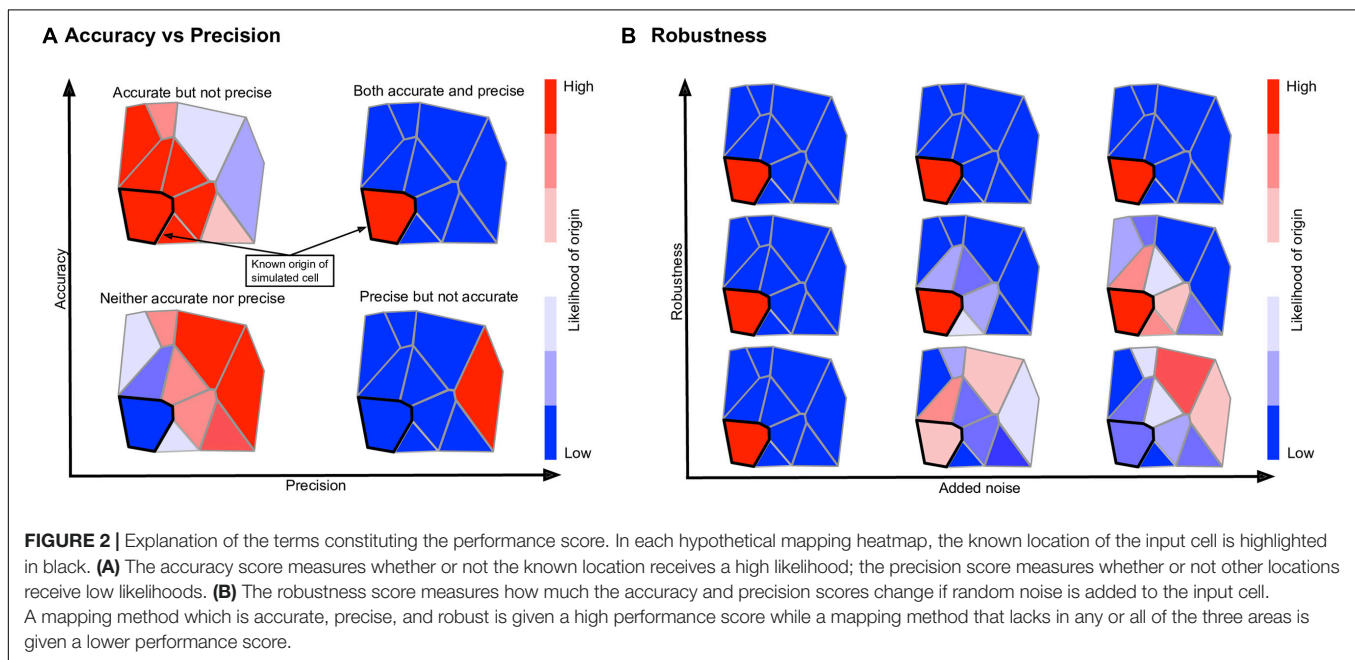 A Accuracy vs Precision
Accurate but not precise
Both accurate and precise
High
Known origin of
simulated cell
Neither accurate nor precise
Precise but not accurate
Low
Accuracy
Precision
Likelihood of origin
B Robustness
High
Low
Robustness
Added noise
Likelihood of origin
FIGURE 2 | Explanation of the terms constituting the performance score. In each hypothetical mapping heatmap, the known location of the input cell is highlighted
in black. (A) The accuracy score measures whether or not the known location receives a high likelihood; the precision score measures whether or not other locations
receive low likelihoods. (B) The robustness score measures how much the accuracy and precision scores change if random noise is added to the input cell.
A mapping method which is accurate, precise, and robust is given a high performance score while a mapping method that lacks in any or all of the three areas is
given a lower performance score.